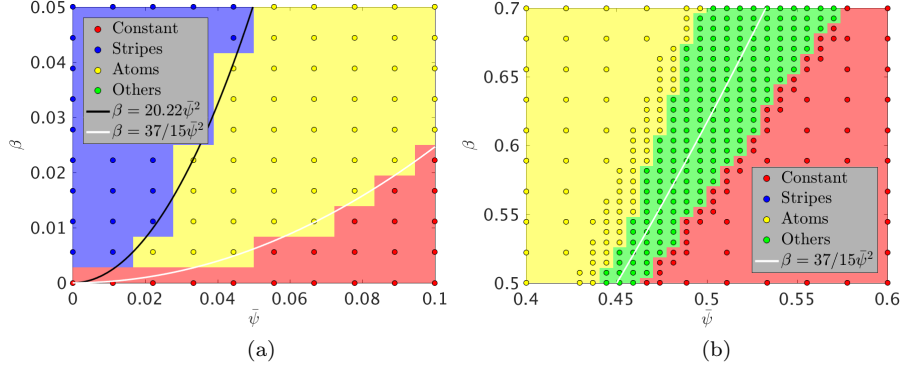 (a)
0.05
0.04
0.03
0.02
0.01
0
β
Constant
Stripes
Atoms
Others
β = 20.22ψ̄²
β = 37/15ψ̄²
0 0.02 0.04 0.06 0.08 0.1
ψ̄
(a)
(b)
0.7
0.65
0.6
0.55
0.5
β
Constant
Stripes
Atoms
Others
β = 37/15ψ̄²
0.4 0.45 0.5 0.55 0.6
ψ̄
(b)